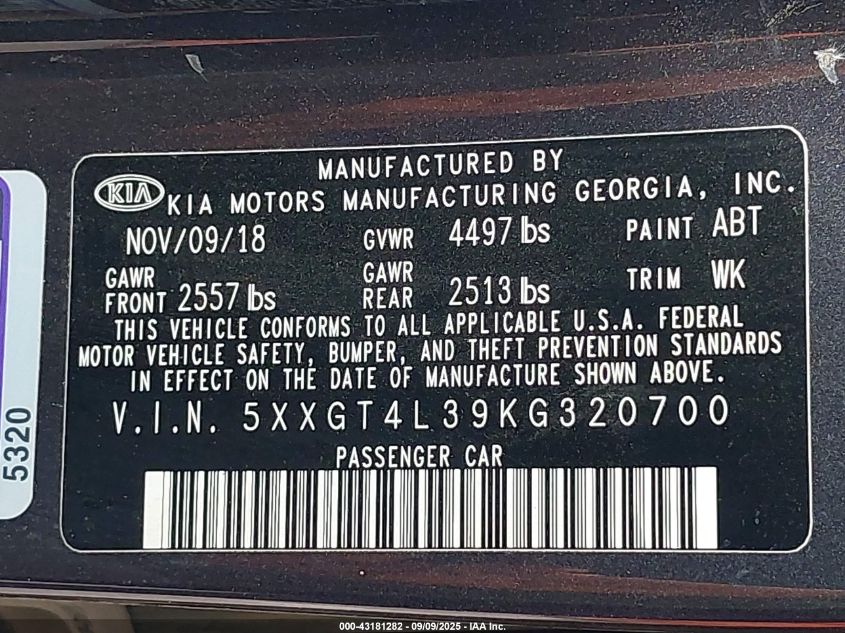 MANUFACTURED BY
KIA KIA MOTORS MANUFACTURING GEORGIA, INC.
NOV/09/18 GVWR 4497 lbs PAINT ABT
GAWR FRONT 2557 lbs GAWR REAR 2513 lbs TRIM WK
THIS VEHICLE CONFORMS TO ALL APPLICABLE U.S.A. FEDERAL
MOTOR VEHICLE SAFETY, BUMPER, AND THEFT PREVENTION STANDARDS
IN EFFECT ON THE DATE OF MANUFACTURE SHOWN ABOVE.
V.I.N. 5XXGT4L39KG320700
PASSENGER CAR
5320
000-43181282 - 09/09/2025 - IAA Inc.